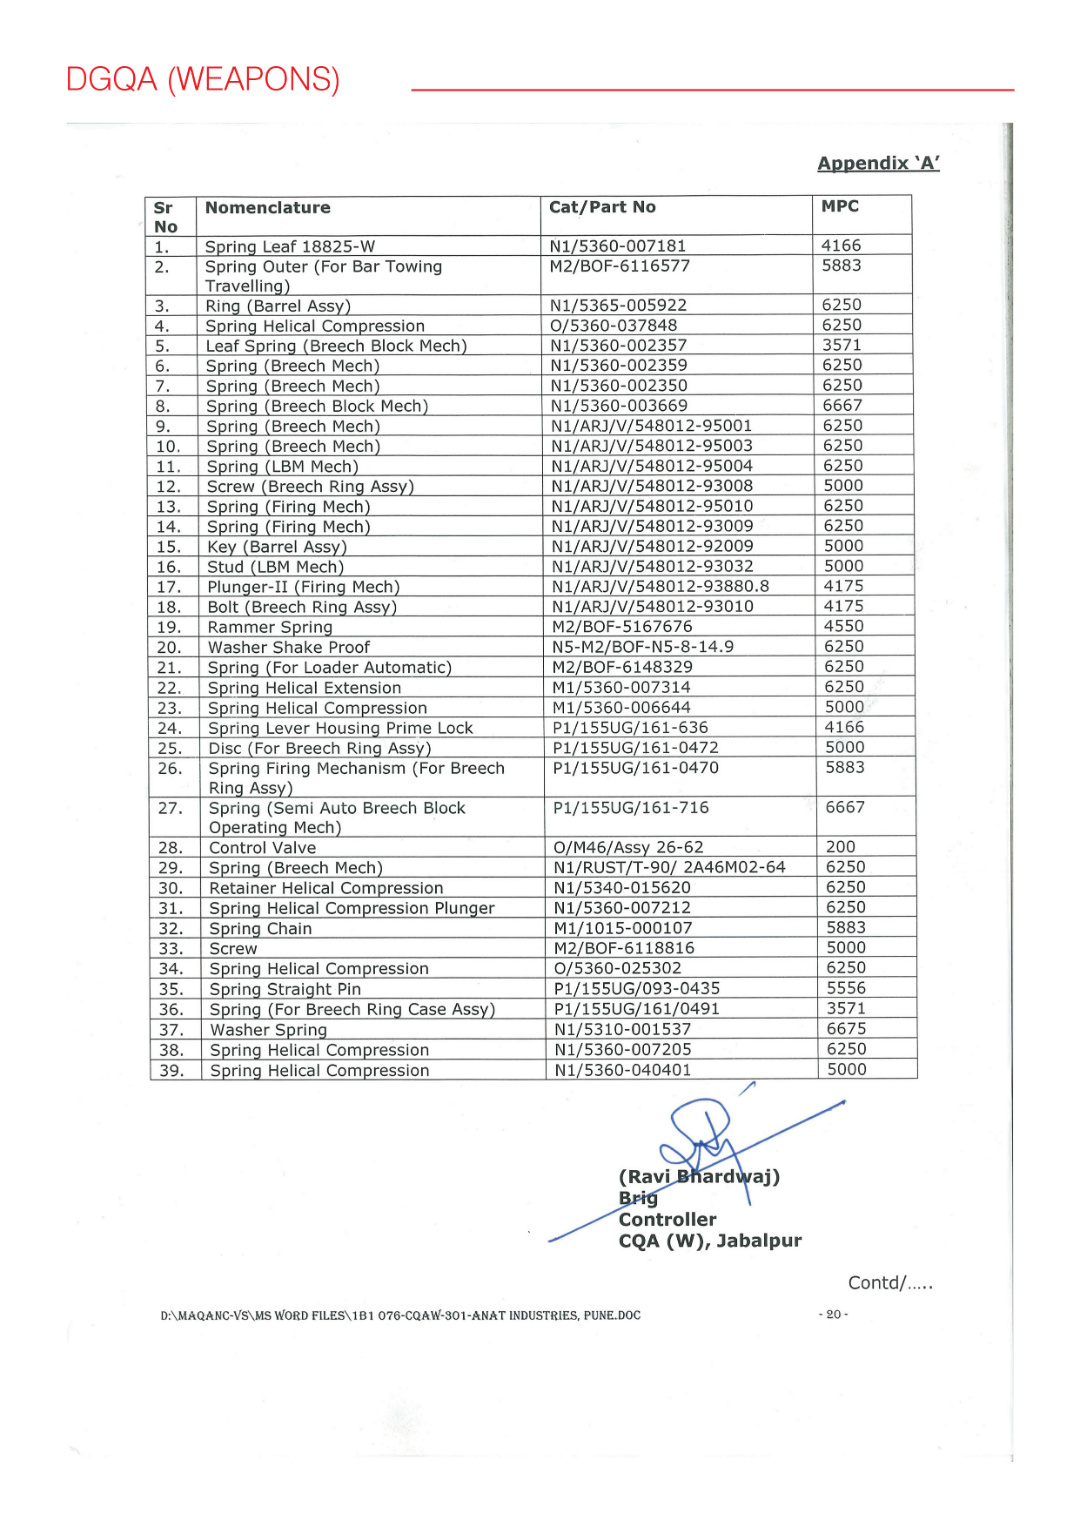 DGQA (WEAPONS)
Appendix ‘A’
Sr No Nomenclature Cat/Part No MPC
1. Spring Leaf 18825-W N1/5360-007181 4166
2. Spring Outer (For Bar Towing Travelling) M2/BOF-6116577 5883
3. Ring (Barrel Assy) N1/5365-005922 6250
4. Spring Helical Compression O/5360-037848 6250
5. Leaf Spring (Breech Block Mech) N1/5360-002357 3571
6. Spring (Breech Mech) N1/5360-002359 6250
7. Spring (Breech Mech) N1/5360-002350 6250
8. Spring (Breech Block Mech) N1/5360-003669 6667
9. Spring (Breech Mech) N1/ARJ/V/548012-95001 6250
10. Spring (Breech Mech) N1/ARJ/V/548012-95003 6250
11. Spring (LBM Mech) N1/ARJ/V/548012-95004 6250
12. Screw (Breech Ring Assy) N1/ARJ/V/548012-93008 5000
13. Spring (Firing Mech) N1/ARJ/V/548012-95010 6250
14. Spring (Firing Mech) N1/ARJ/V/548012-93009 6250
15. Key (Barrel Assy) N1/ARJ/V/548012-92009 5000
16. Stud (LBM Mech) N1/ARJ/V/548012-93032 5000
17. Plunger-II (Firing Mech) N1/ARJ/V/548012-93880.8 4175
18. Bolt (Breech Ring Assy) N1/ARJ/V/548012-93010 4175
19. Rammer Spring M2/BOF-5167676 4550
20. Washer Shake Proof N5-M2/BOF-N5-8-14.9 6250
21. Spring (For Loader Automatic) M2/BOF-6148329 6250
22. Spring Helical Extension M1/5360-007314 6250
23. Spring Helical Compression M1/5360-006644 5000
24. Spring Lever Housing Prime Lock P1/155UG/161-636 4166
25. Disc (For Breech Ring Assy) P1/155UG/161-0472 5000
26. Spring Firing Mechanism (For Breech Ring Assy) P1/155UG/161-0470 5883
27. Spring (Semi Auto Breech Block Operating Mech) P1/155UG/161-716 6667
28. Control Valve O/M46/Assy 26-62 200
29. Spring (Breech Mech) N1/RUST/T-90/ 2A46M02-64 6250
30. Retainer Helical Compression N1/5340-015620 6250
31. Spring Helical Compression Plunger N1/5360-007212 6250
32. Spring Chain M1/1015-000107 5883
33. Screw M2/BOF-6118816 5000
34. Spring Helical Compression O/5360-025302 6250
35. Spring Straight Pin P1/155UG/093-0435 5556
36. Spring (For Breech Ring Case Assy) P1/155UG/161/0491 3571
37. Washer Spring N1/5310-001537 6675
38. Spring Helical Compression N1/5360-007205 6250
39. Spring Helical Compression N1/5360-040401 5000
(Ravi Bhardwaj)
Brig
Controller
CQA (W), Jabalpur
Contd/.....
D:\MAQANC-VS\MS WORD FILES\1B1 076-CQAW-301-ANAT INDUSTRIES, PUNE.DOC - 20 -